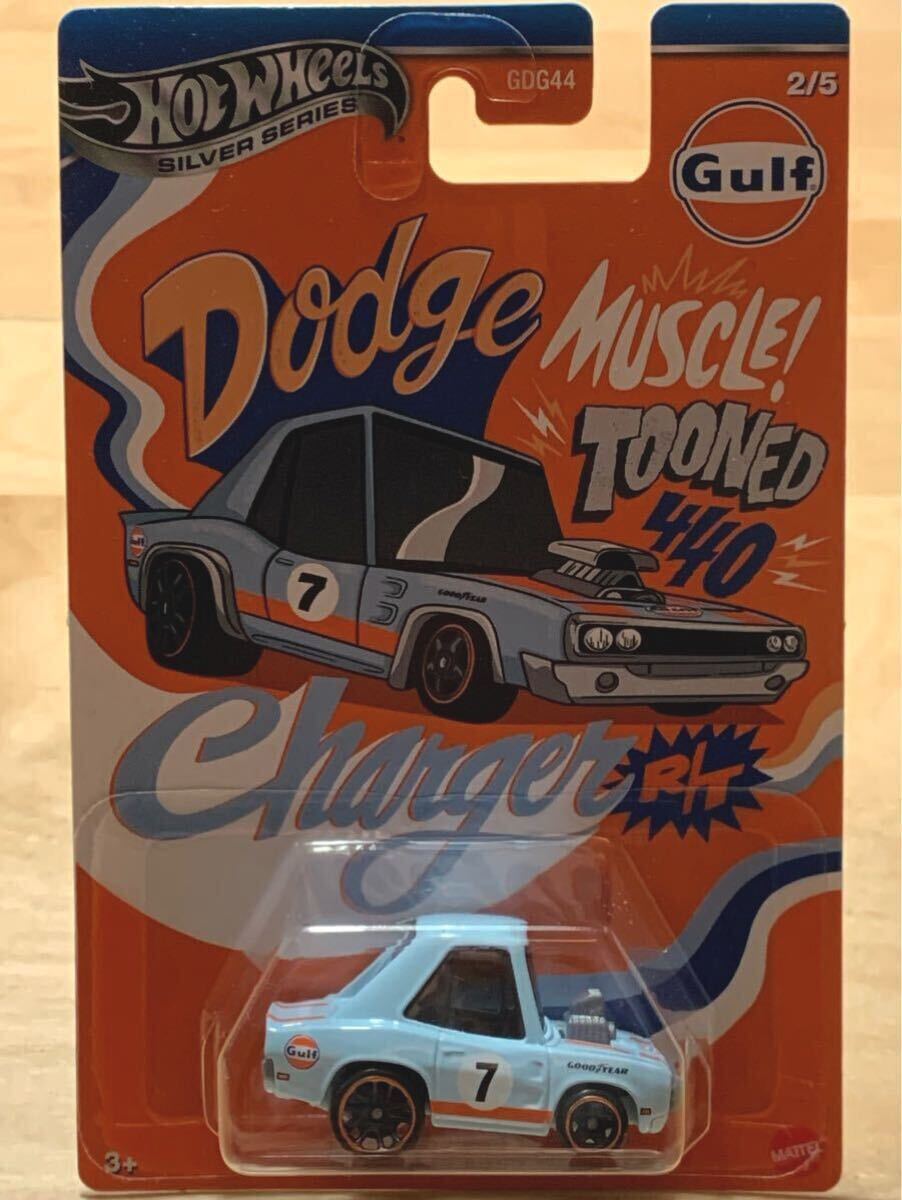 HOT WHEELS
SILVER SERIES
GDG44
2/5
Gulf
Dodge
MUSCLE!
TOONED
440
Gulf
7
GOODYEAR
Charger
R/T
Gulf
7
GOODYEAR
3+
MATTEL